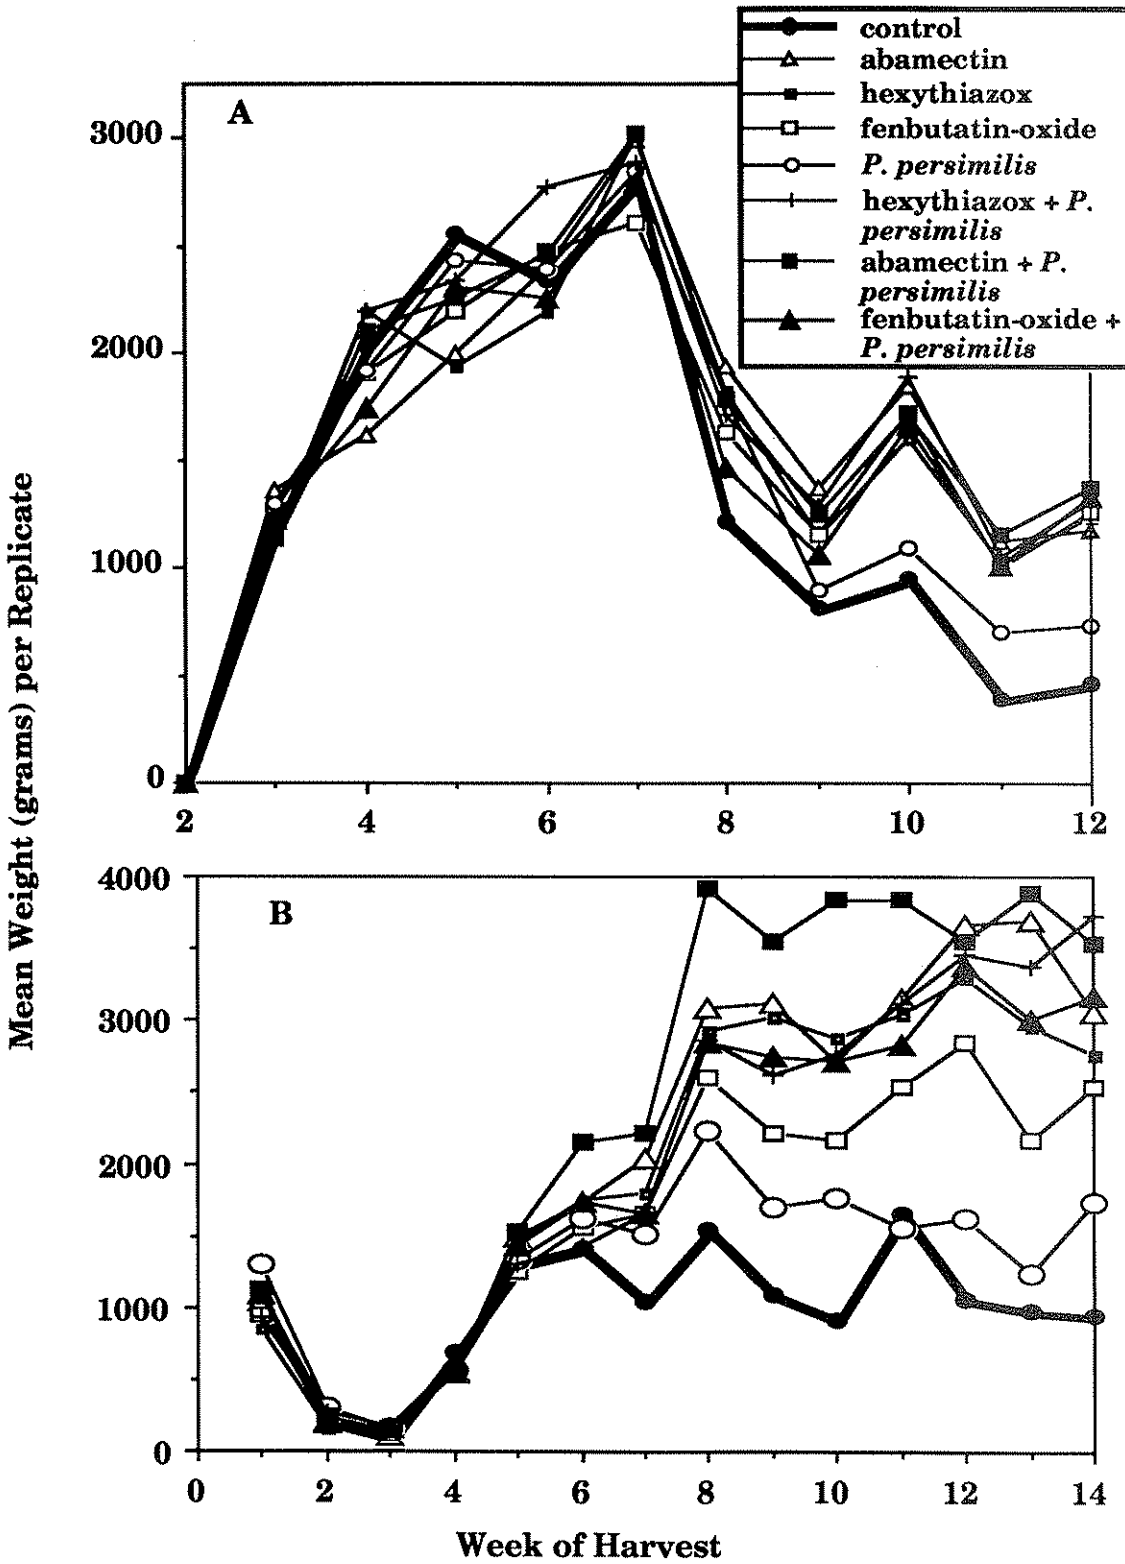 control
abamectin
hexythiazox
fenbutatin-oxide
P. persimilis
hexythiazox + P.
persimilis
abamectin + P.
persimilis
fenbutatin-oxide +
P. persimilis
A
3000
2000
1000
0
2 4 6 8 10 12
Mean Weight (grams) per Replicate
B
4000
3000
2000
1000
0
0 2 4 6 8 10 12 14
Week of Harvest